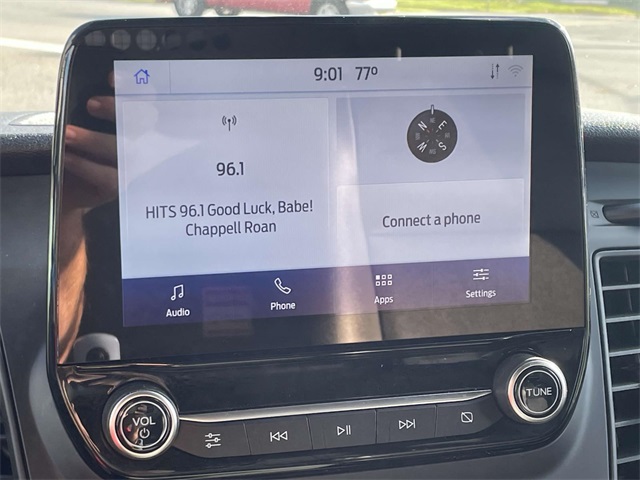 9:01 77°
96.1
HITS 96.1 Good Luck, Babe!
Chappell Roan
N E
W S
Connect a phone
Audio
Phone
Apps
Settings
VOL
TUNE